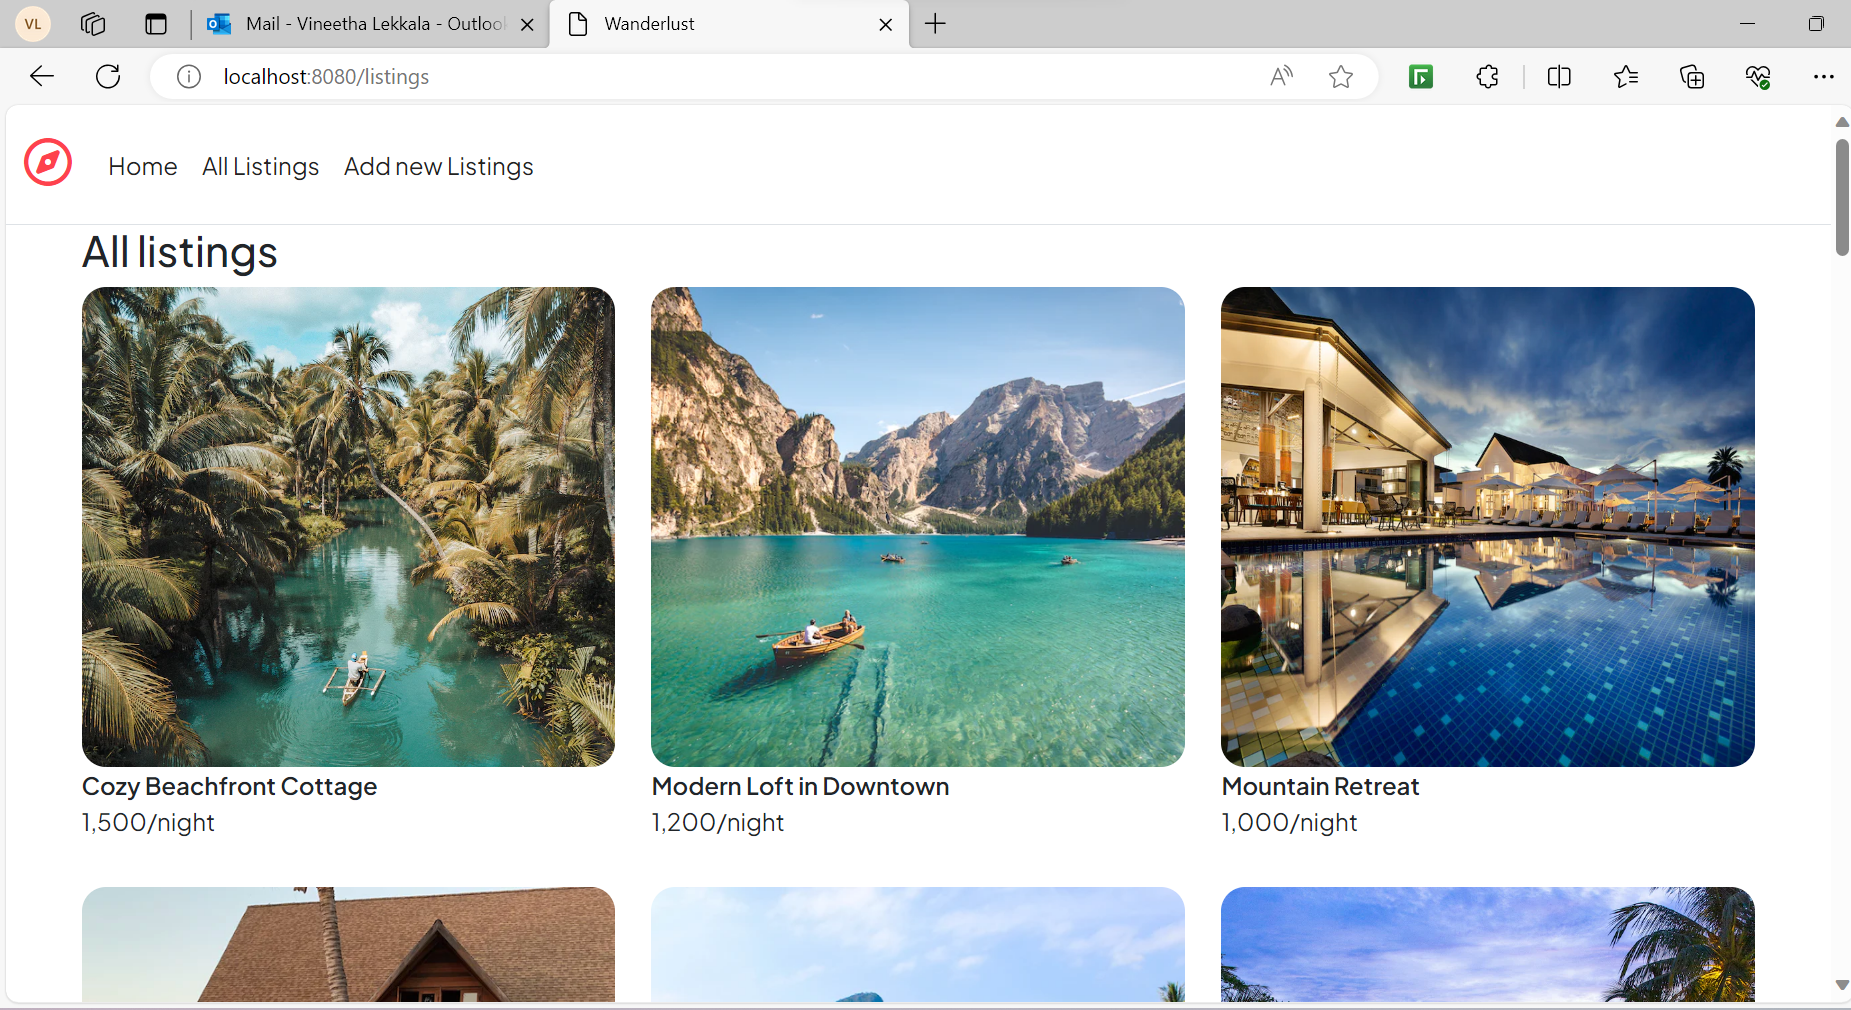 VL
Mail - Vineetha Lekkala - Outloo
Wanderlust
localhost:8080/listings
Home
All Listings
Add new Listings
All listings
Cozy Beachfront Cottage
1,500/night
Modern Loft in Downtown
1,200/night
Mountain Retreat
1,000/night